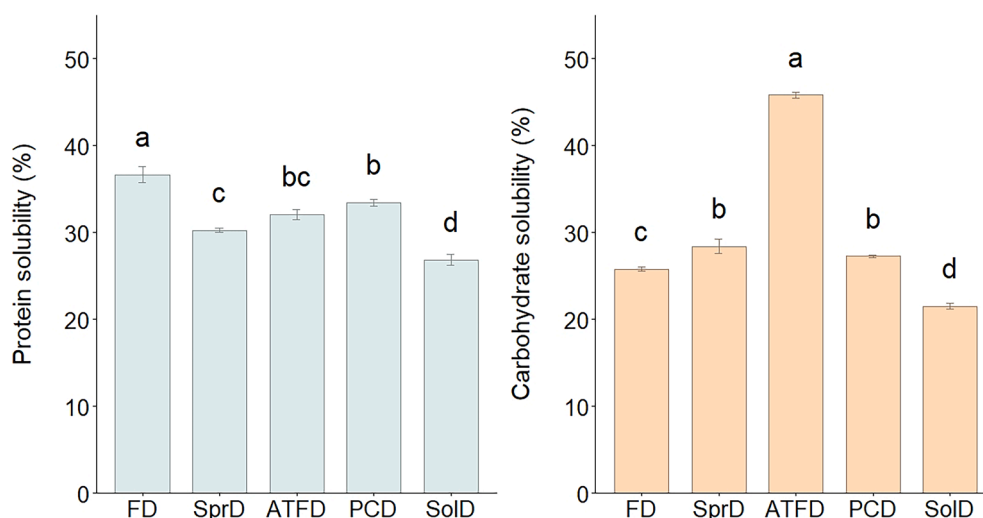 Protein solubility (%)
50
40
30
20
10
0
a
c
bc
b
d
FD SprD ATFD PCD SolD
Carbohydrate solubility (%)
50
40
30
20
10
0
c
b
a
b
d
FD SprD ATFD PCD SolD